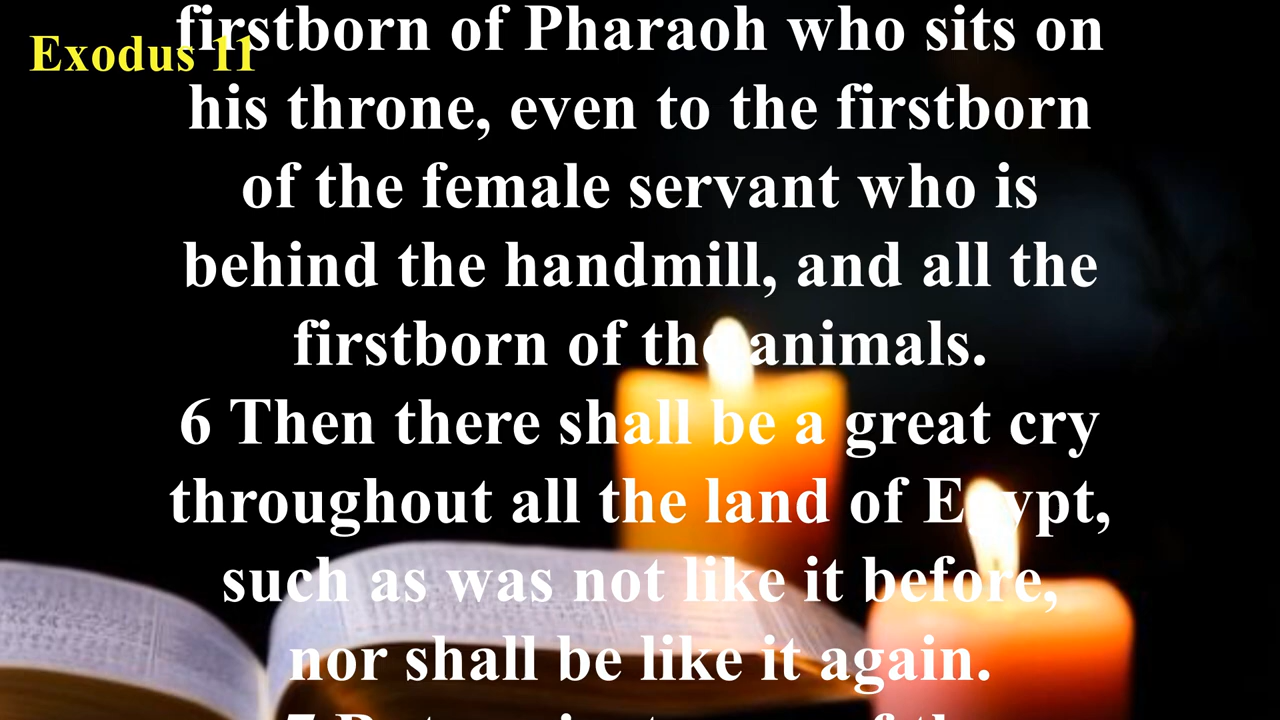 Exodus 11
firstborn of Pharaoh who sits on
his throne, even to the firstborn
of the female servant who is
behind the handmill, and all the
firstborn of the animals.
6 Then there shall be a great cry
throughout all the land of Egypt,
such as was not like it before,
nor shall be like it again.